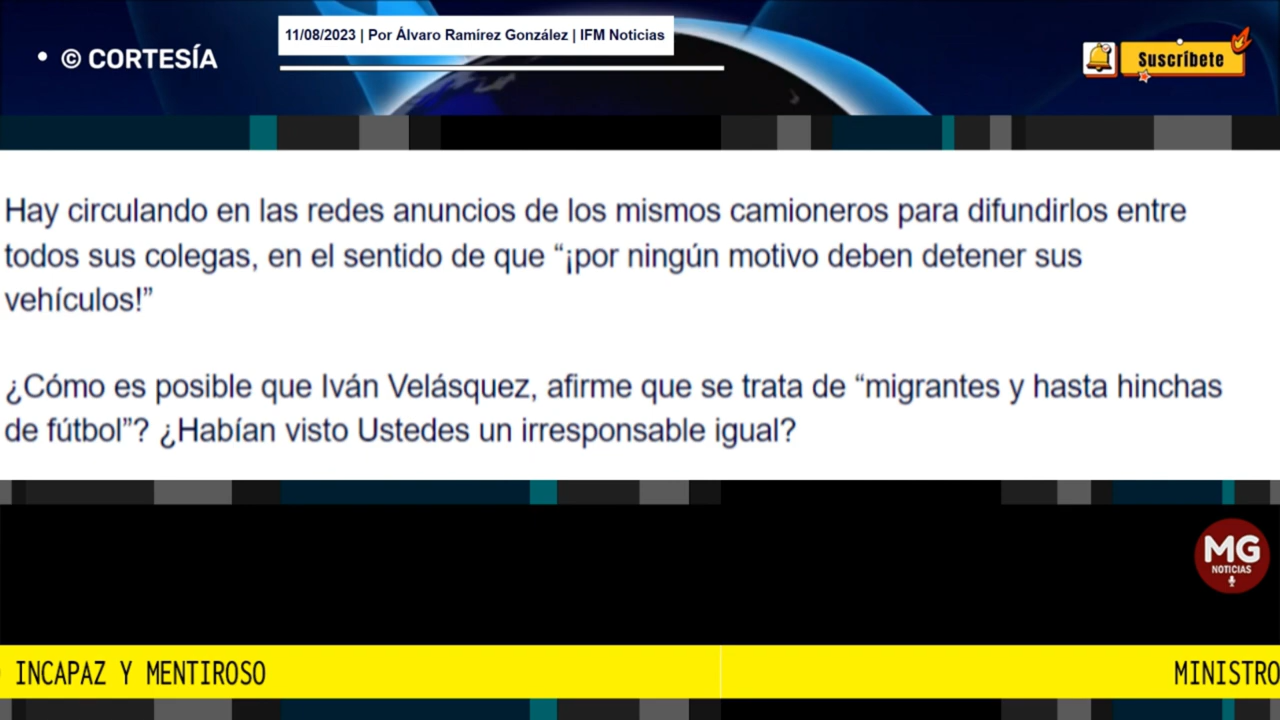 11/08/2023 | Por Álvaro Ramírez González | IFM Noticias
• © CORTESÍA
Suscríbete
Hay circulando en las redes anuncios de los mismos camioneros para difundirlos entre
todos sus colegas, en el sentido de que “¡por ningún motivo deben detener sus
vehículos!”
¿Cómo es posible que Iván Velásquez, afirme que se trata de “migrantes y hasta hinchas
de fútbol”? ¿Habían visto Ustedes un irresponsable igual?
MG
NOTICIAS
INCAPAZ Y MENTIROSO
MINISTRO